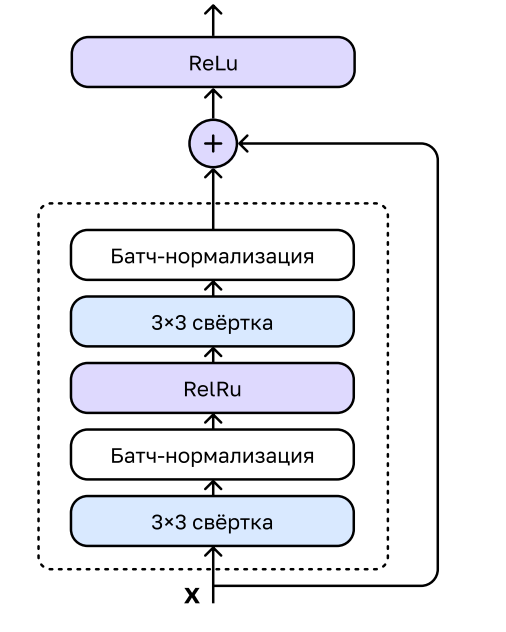 ReLu
+
Батч-нормализация
3×3 свёртка
RelRu
Батч-нормализация
3×3 свёртка
x